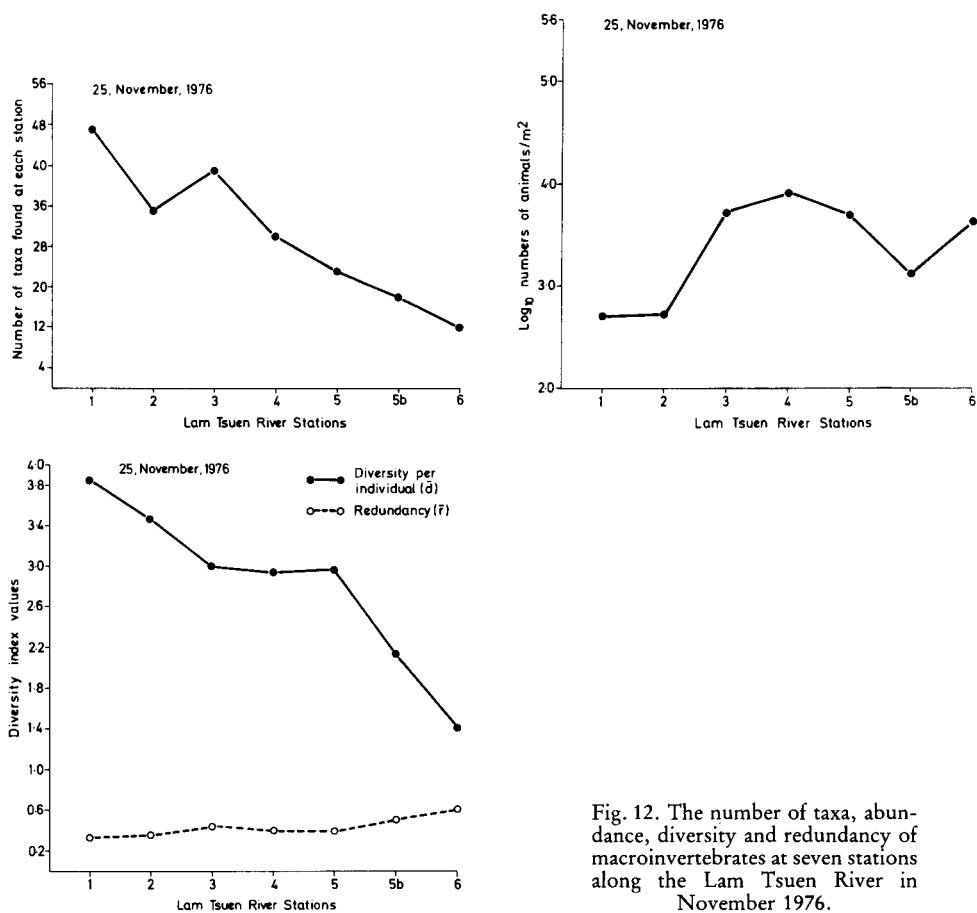 25, November, 1976
Number of taxa found at each station
56
48
40
36
28
20
12
4
1 2 3 4 5 5b 6
Lam Tsuen River Stations
25, November, 1976
Log10 numbers of animals/m2
5·6
5·0
4·0
3·0
2·0
1 2 3 4 5 5b 6
Lam Tsuen River Stations
25, November, 1976
Diversity per
individual (d̄)
Redundancy (r̄)
Diversity index values
4·0
3·8
3·4
3·0
2·6
2·2
1·8
1·4
1·0
0·6
0·2
1 2 3 4 5 5b 6
Lam Tsuen River Stations
Fig. 12. The number of taxa, abun-
dance, diversity and redundancy of
macroinvertebrates at seven stations
along the Lam Tsuen River in
November 1976.